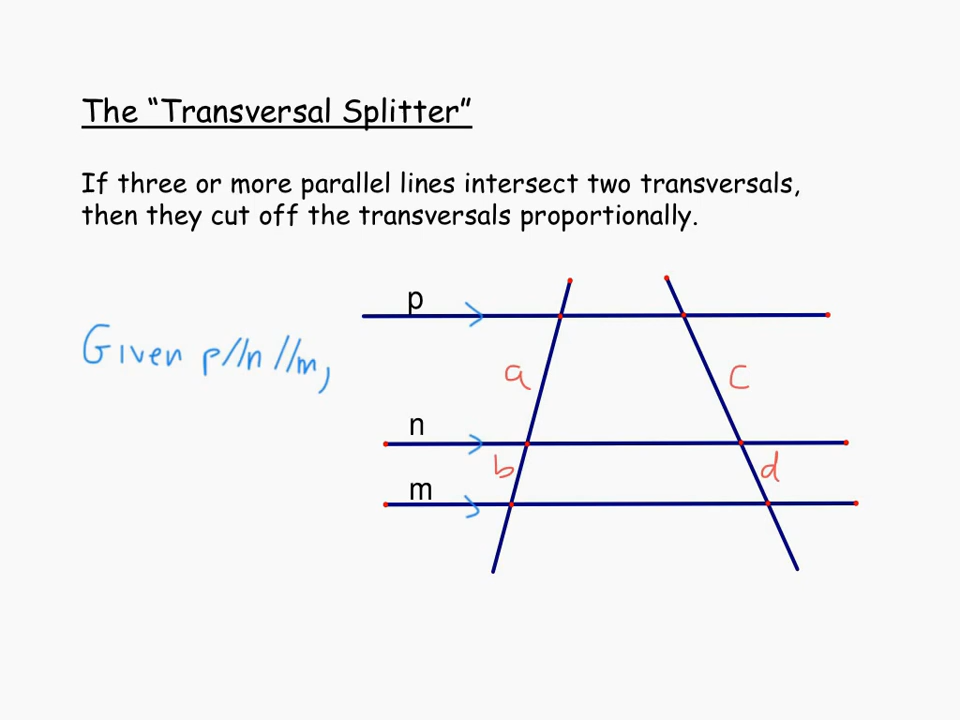 The “Transversal Splitter”
If three or more parallel lines intersect two transversals,
then they cut off the transversals proportionally.
p
Given p//n //m,
a
c
n
b
d
m